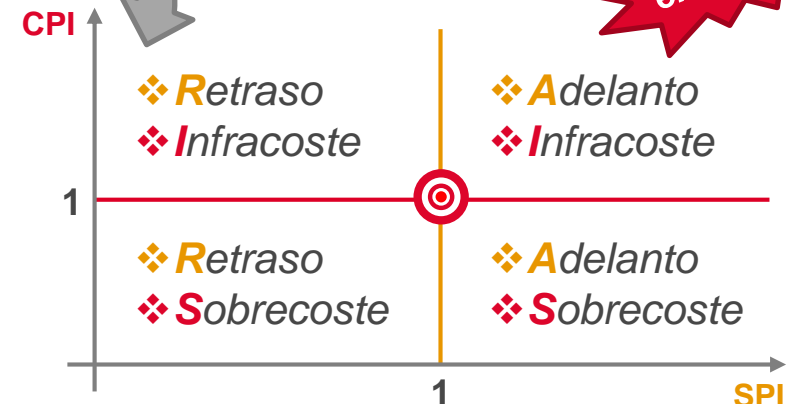 CPI
❖ Retraso
❖ Infracoste
❖ Adelanto
❖ Infracoste
1
❖ Retraso
❖ Sobrecoste
❖ Adelanto
❖ Sobrecoste
1
SPI